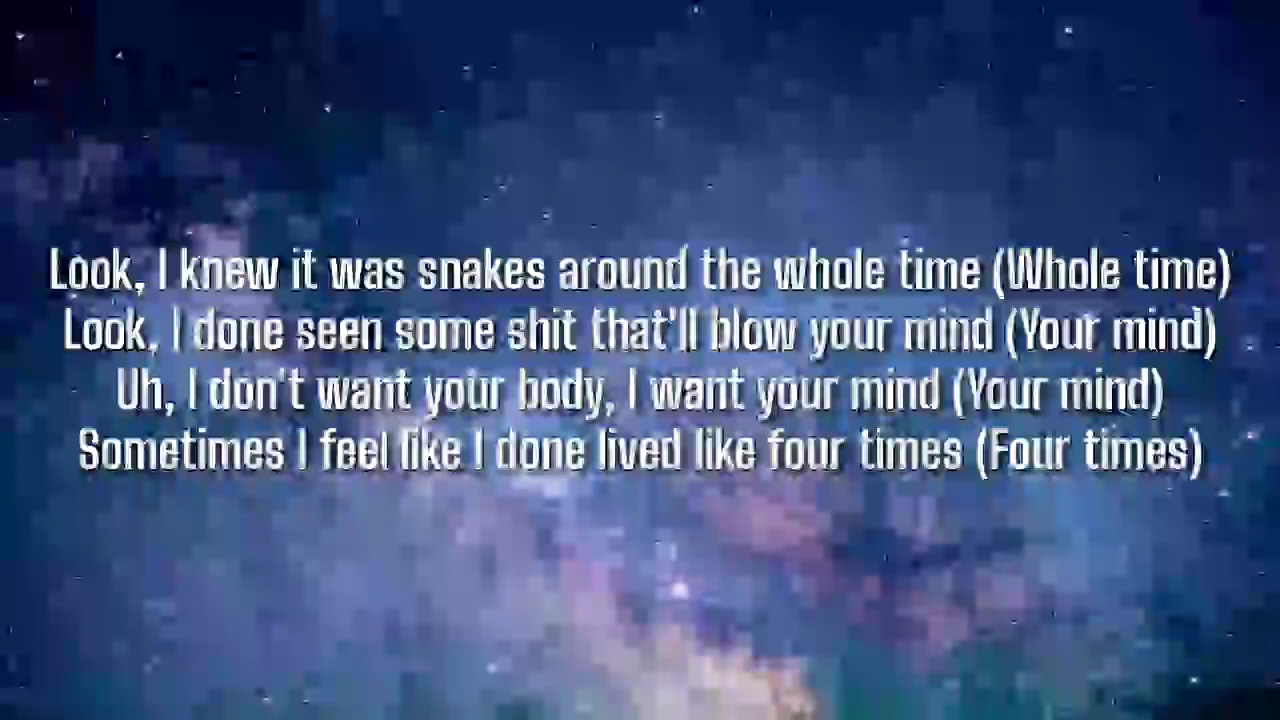 Look, I knew it was snakes around the whole time (Whole time)
Look, I done seen some shit that'll blow your mind (Your mind)
Uh, I don't want your body, I want your mind (Your mind)
Sometimes I feel like I done lived like four times (Four times)